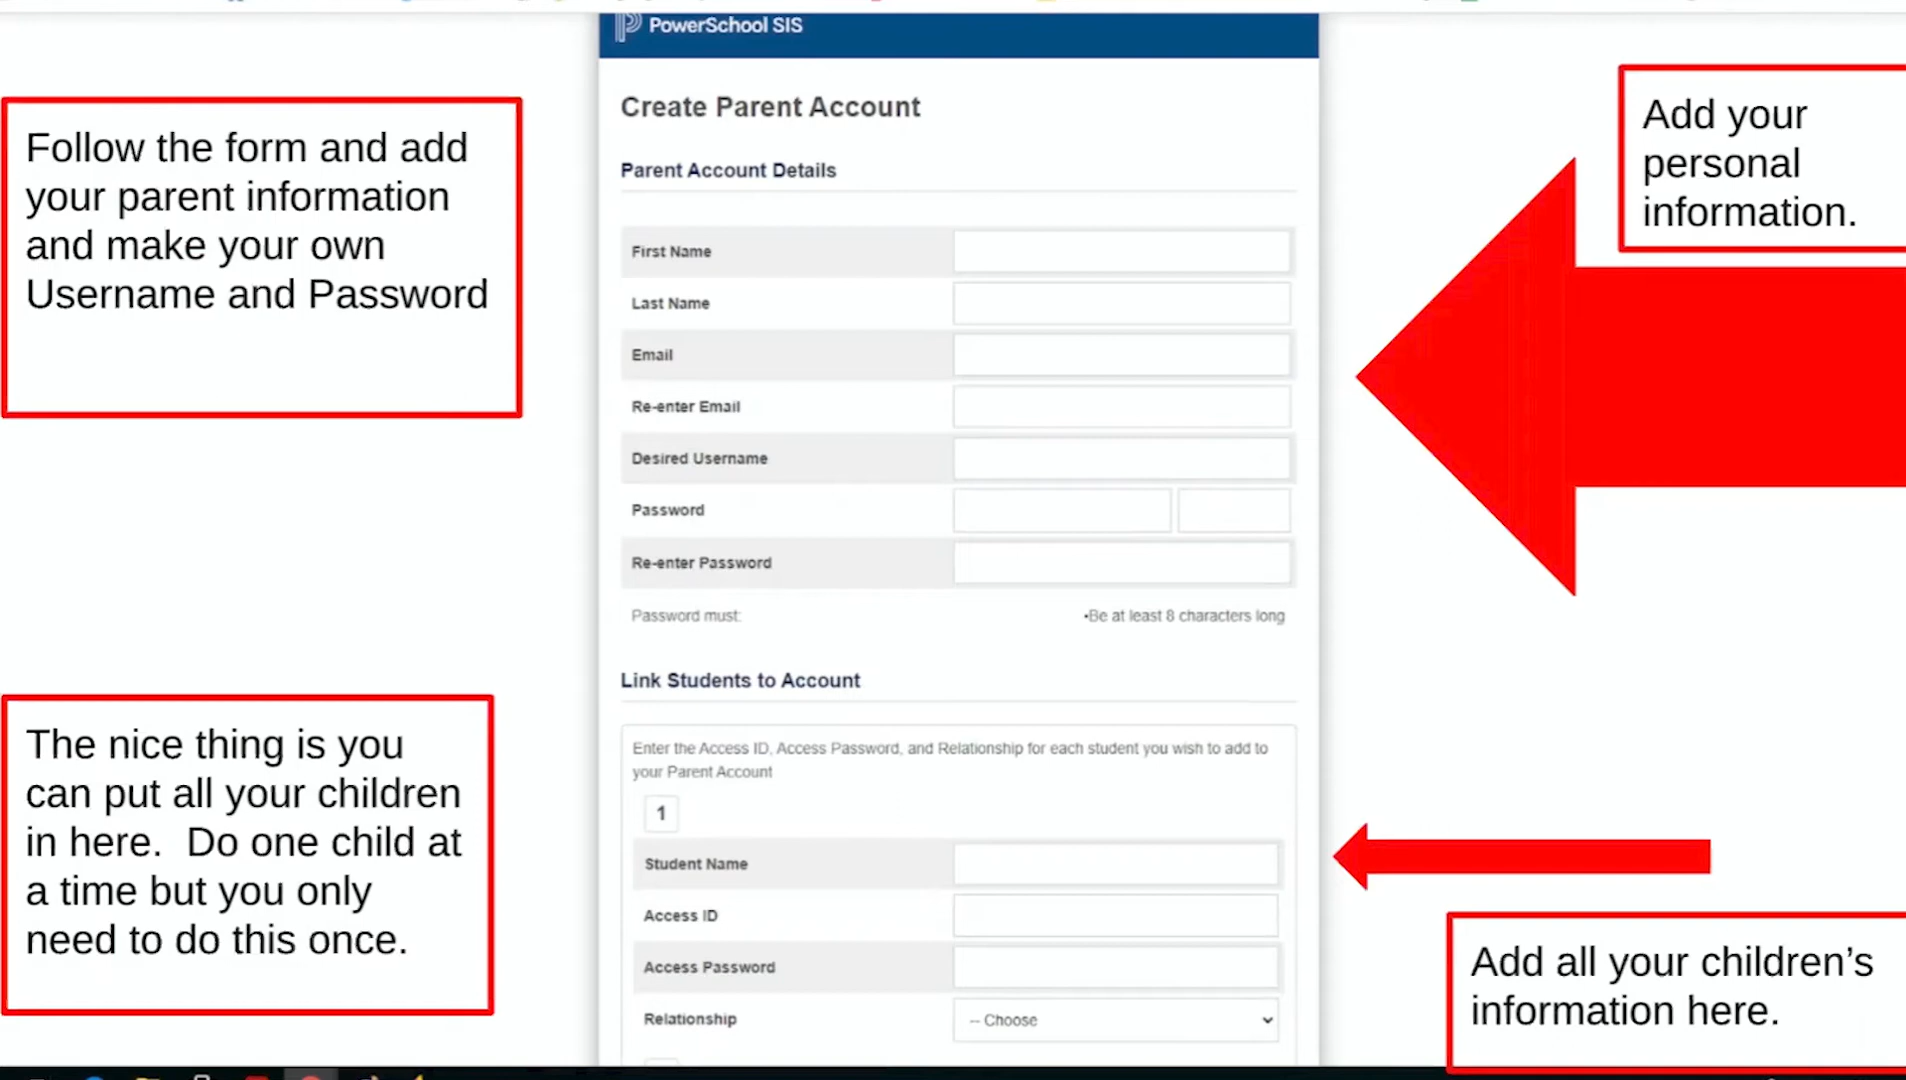 PowerSchool SIS
Create Parent Account
Parent Account Details
First Name
Last Name
Email
Re-enter Email
Desired Username
Password
Re-enter Password
Password must:
•Be at least 8 characters long
Link Students to Account
Enter the Access ID, Access Password, and Relationship for each student you wish to add to
your Parent Account
1
Student Name
Access ID
Access Password
Relationship
-- Choose
Follow the form and add
your parent information
and make your own
Username and Password
The nice thing is you
can put all your children
in here.  Do one child at
a time but you only
need to do this once.
Add your
personal
information.
Add all your children’s
information here.